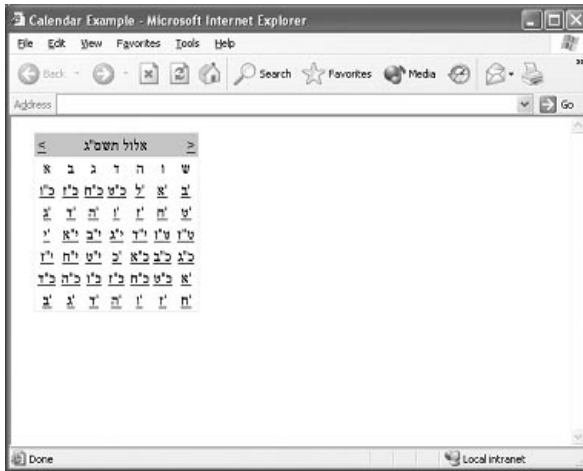 Calendar Example - Microsoft Internet Explorer
File Edit View Favorites Tools Help
Back Search Favorites Media
Address Go
< אלול תשס"ג >
א ב ג ד ה ו ש
כ"ו כ"ז כ"ח כ"ט ל' א' ב'
ג' ד' ה' ו' ז' ח' ט'
י' י"א י"ב י"ג י"ד ט"ו ט"ז
י"ז י"ח י"ט כ' כ"א כ"ב כ"ג
כ"ד כ"ה כ"ו כ"ז כ"ח כ"ט א'
ב' ג' ד' ה' ו' ז' ח'
Done Local intranet